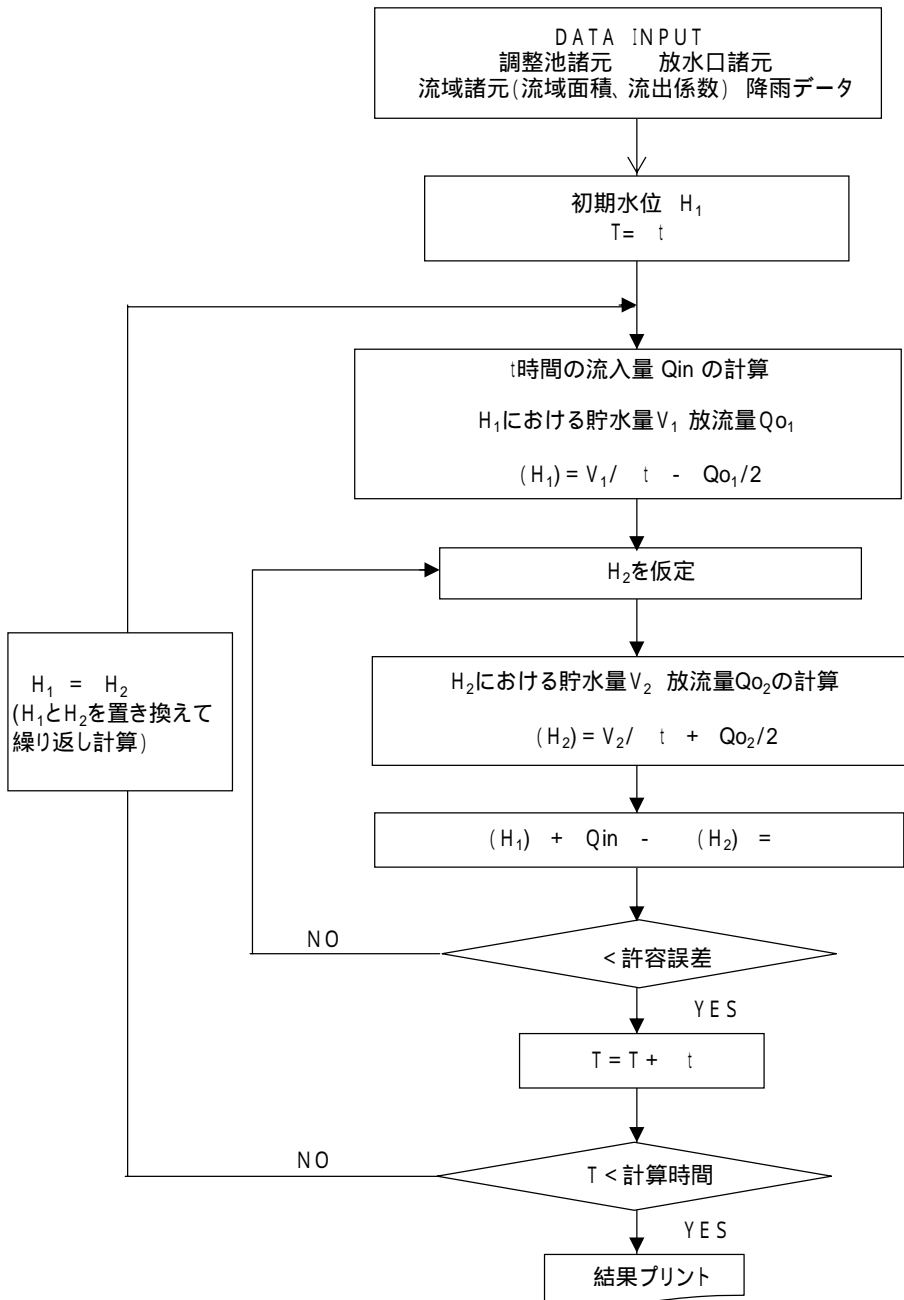 DATA INPUT
調整池諸元 放水口諸元
流域諸元(流域面積、流出係数) 降雨データ
初期水位 H₁
T= t
t時間の流入量 Qin の計算
H₁における貯水量V₁ 放流量Qo₁
(H₁) = V₁/ t - Qo₁/2
H₂を仮定
H₂における貯水量V₂ 放流量Qo₂の計算
(H₂) = V₂/ t + Qo₂/2
(H₁) + Qin - (H₂) =
<許容誤差
NO
YES
T = T + t
T <計算時間
NO
YES
結果プリント
H₁ = H₂
(H₁とH₂を置き換えて
繰り返し計算)